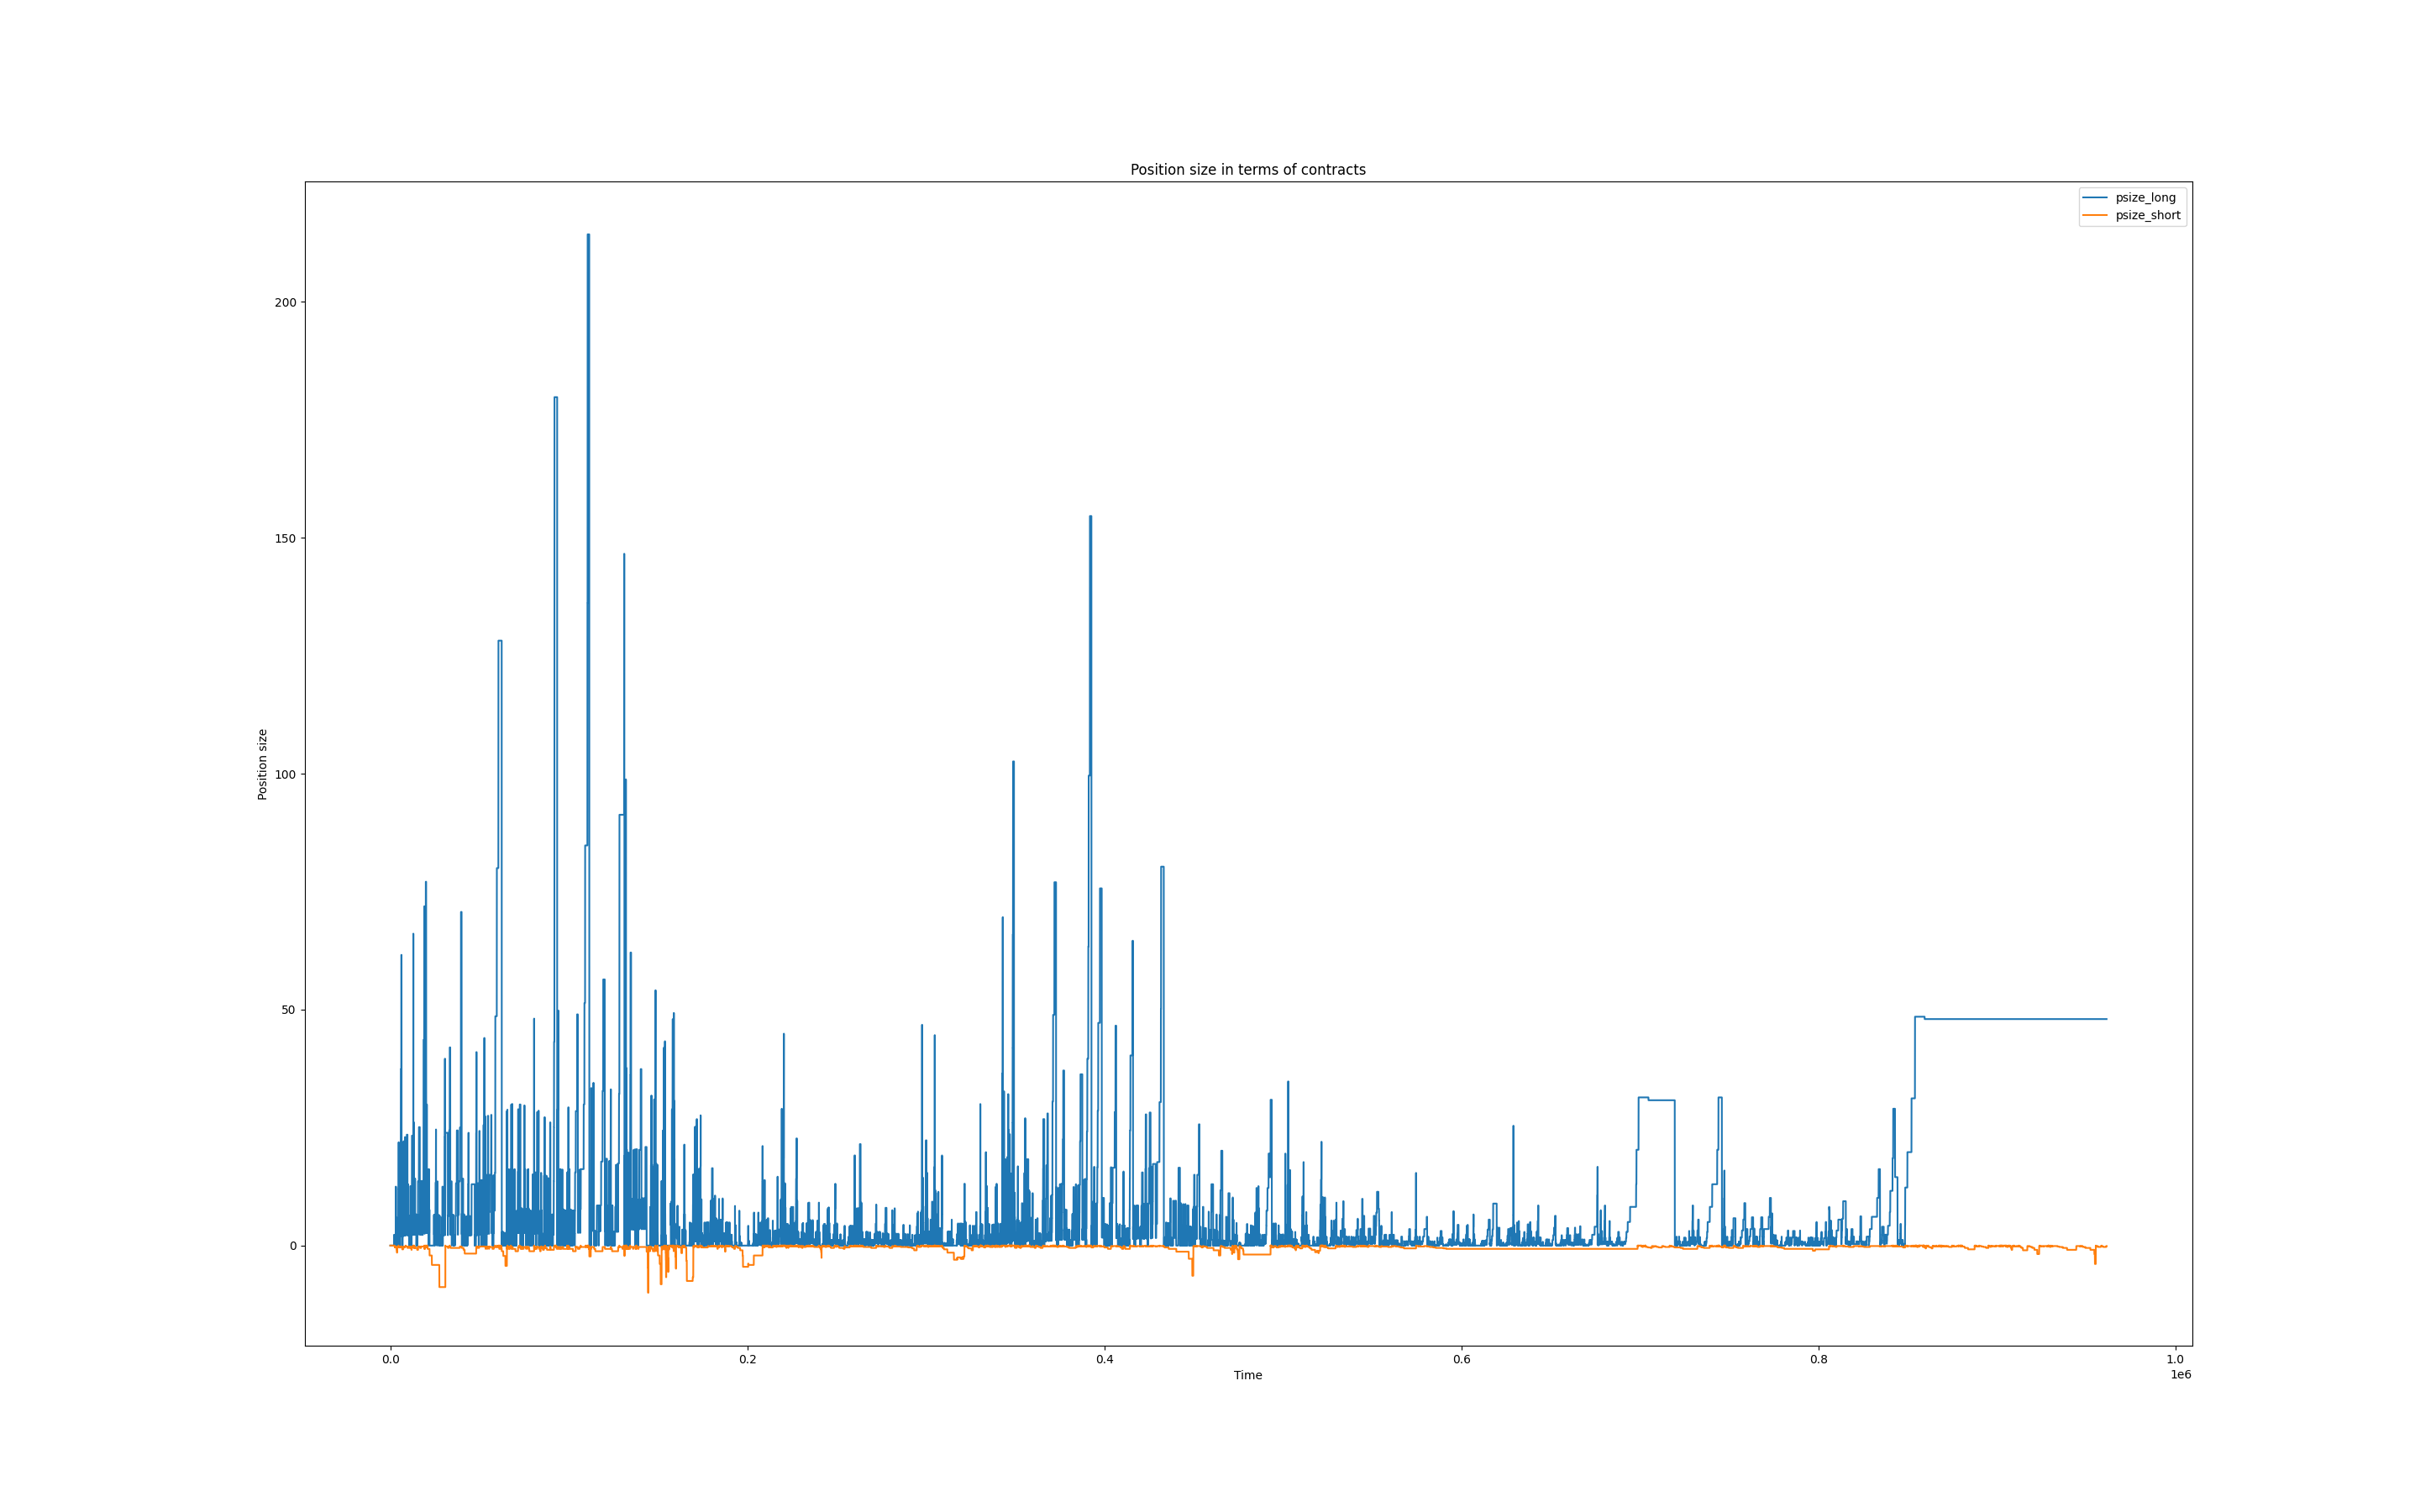 Position size in terms of contracts
psize_long
psize_short
Position size
200
150
100
50
0
0.0 0.2 0.4 0.6 0.8 1.0
Time
1e6